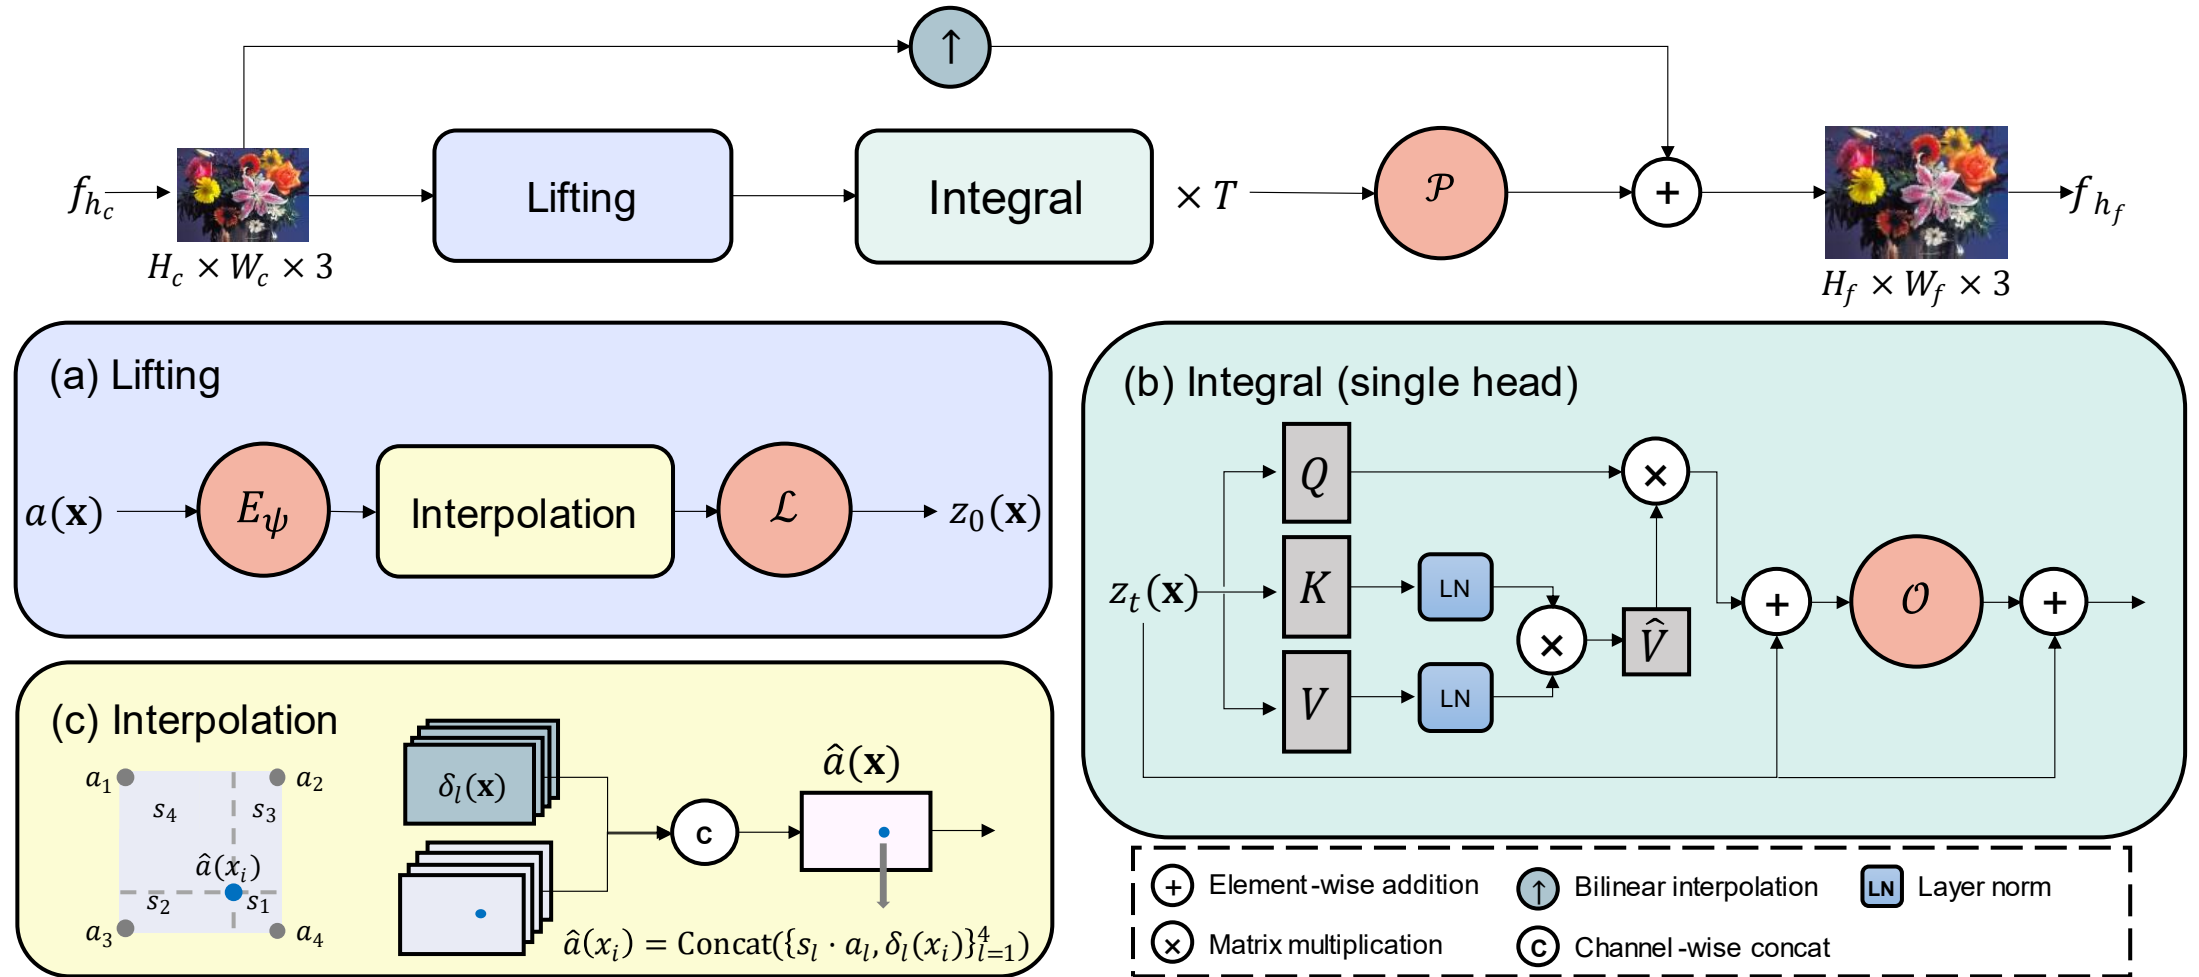 ↑
f_{h_c}
Lifting
Integral
× T
𝒫
+
f_{h_f}
H_c × W_c × 3
H_f × W_f × 3
(a) Lifting
a(𝐱)
E_ψ
Interpolation
ℒ
z_0(𝐱)
(b) Integral (single head)
Q
×
z_t(𝐱)
K
LN
×
V̂
+
𝒪
+
V
LN
(c) Interpolation
a_1
a_2
s_4
s_3
â(x_i)
s_2
s_1
a_3
a_4
δ_l(𝐱)
C
â(𝐱)
â(x_i) = Concat({s_l · a_l, δ_l(x_i)}_{l=1}^4)
+ Element-wise addition
↑ Bilinear interpolation
LN Layer norm
× Matrix multiplication
C Channel-wise concat